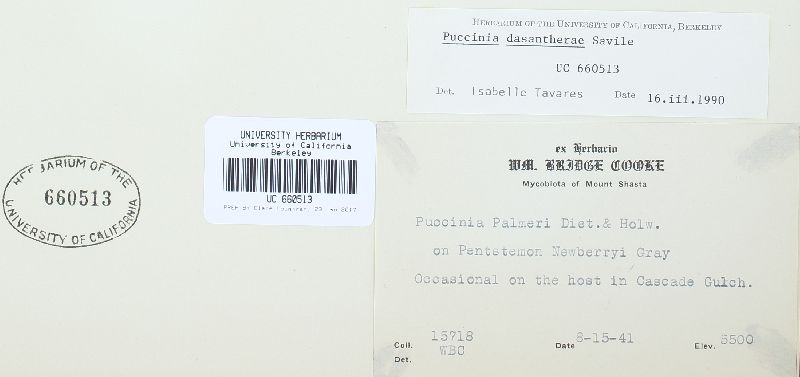 HERBARIUM OF THE UNIVERSITY OF CALIFORNIA, BERKELEY
Puccinia dasantherae Savile
UC 660513
Det. Isabelle Tavares Date 16.iii.1990
HERBARIUM OF THE
660513
UNIVERSITY OF CALIFORNIA
UNIVERSITY HERBARIUM
University of California
Berkeley
UC 660513
ex Herbario
WM. BRIDGE COOKE
Mycobiota of Mount Shasta
Puccinia Palmeri Diet.& Holw.
on Pentstemon Newberryi Gray
Occasional on the host in Cascade Gulch.
Coll. 15718 Date 8-15-41 Elev. 5500
WBC
Det.